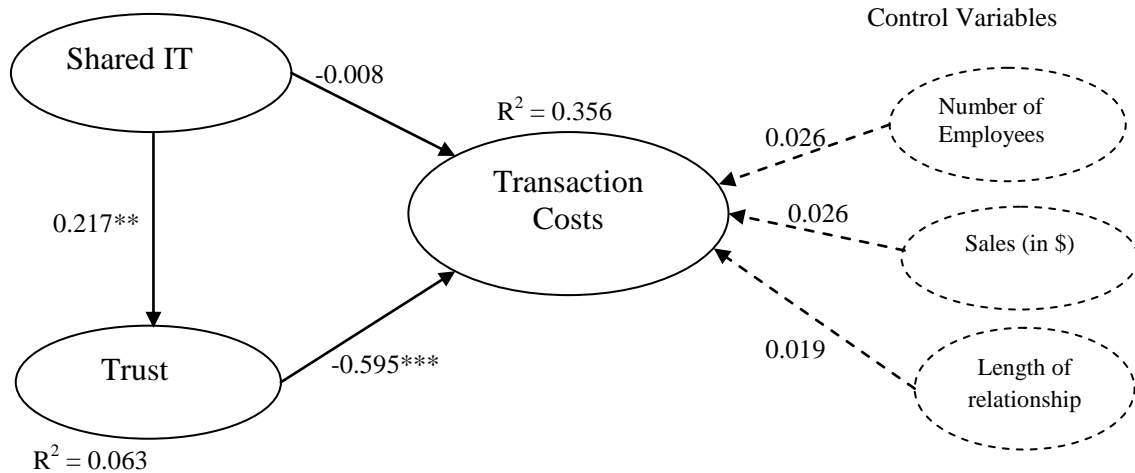 Control Variables
Shared IT
-0.008
R² = 0.356
Number of
Employees
0.026
Transaction
Costs
0.217**
0.026
Sales (in $)
Trust
-0.595***
0.019
Length of
relationship
R² = 0.063